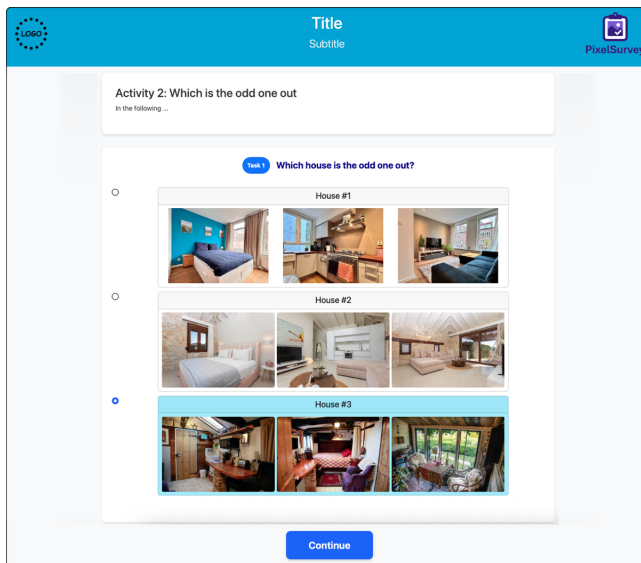 LOGO
Title
Subtitle
PixelSurvey
Activity 2: Which is the odd one out
In the following ...
Task 1 Which house is the odd one out?
House #1
House #2
House #3
Continue